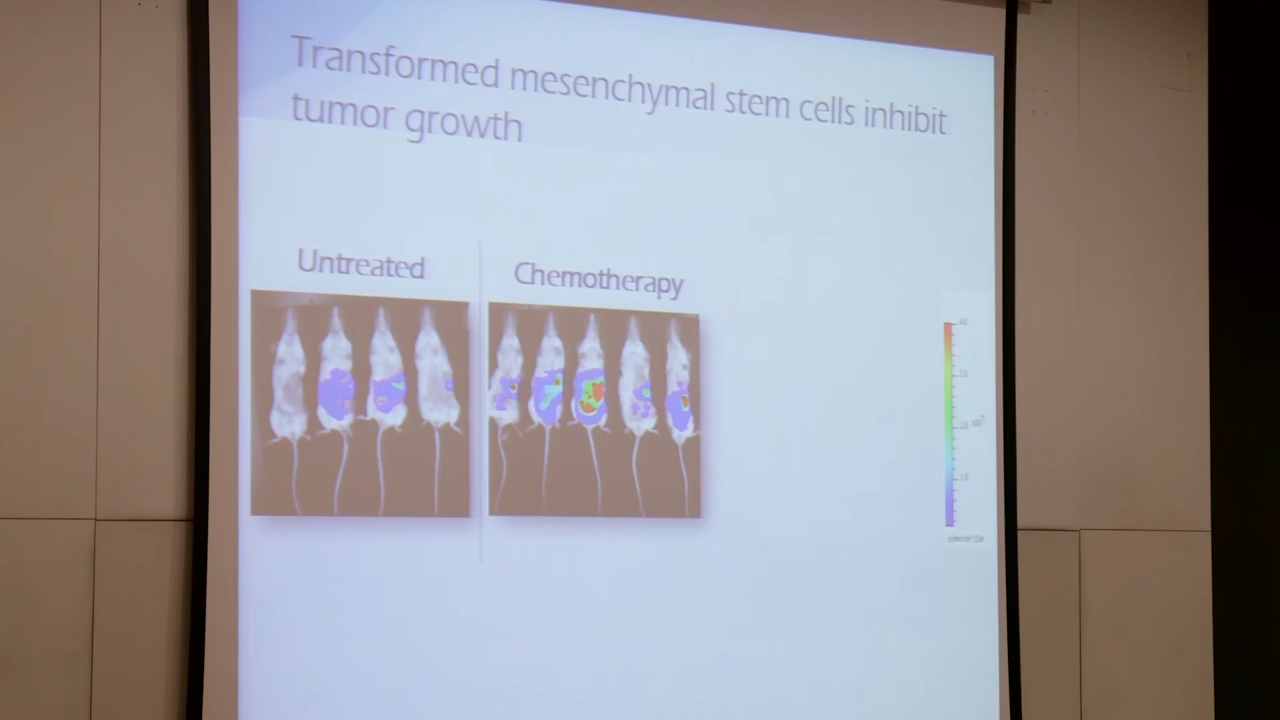 Transformed mesenchymal stem cells inhibit
tumor growth
Untreated
Chemotherapy